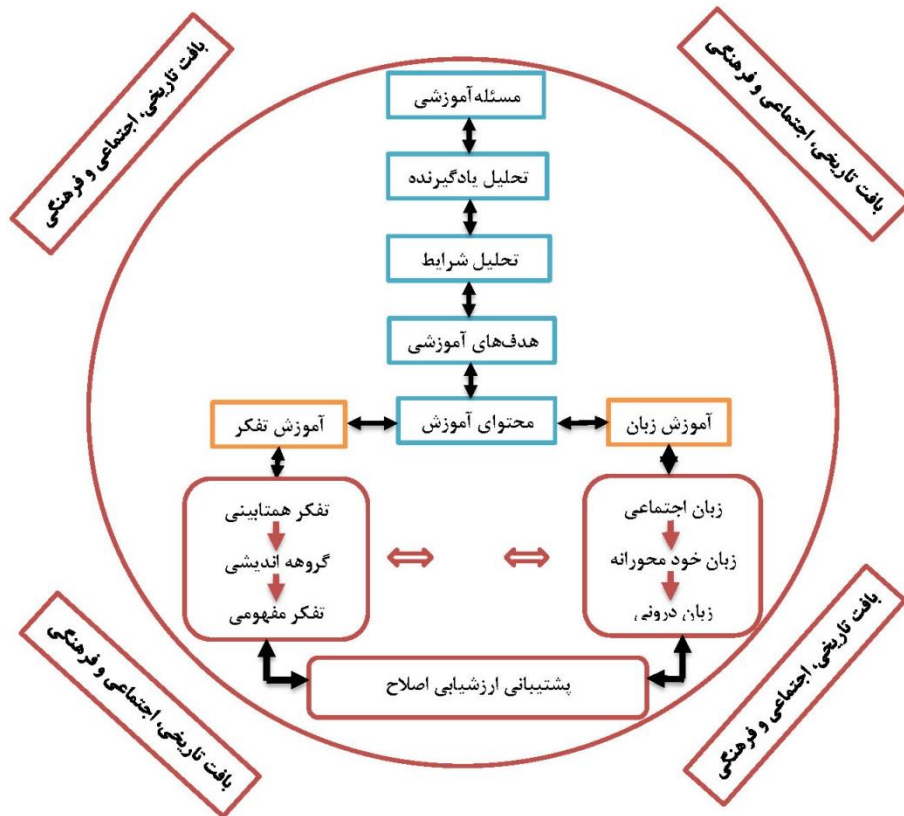 بافت تاریخی، اجتماعی و فرهنگی
بافت تاریخی، اجتماعی و فرهنگی
مسئله آموزشی
تحلیل یادگیرنده
تحلیل شرایط
هدف‌های آموزشی
آموزش زبان
محتوای آموزش
آموزش تفکر
زبان اجتماعی
زبان خود محورانه
زبان درونی
تفکر همتابینی
گروهه اندیشی
تفکر مفهومی
پشتیبانی ارزشیابی اصلاح
بافت تاریخی، اجتماعی و فرهنگی
بافت تاریخی، اجتماعی و فرهنگی